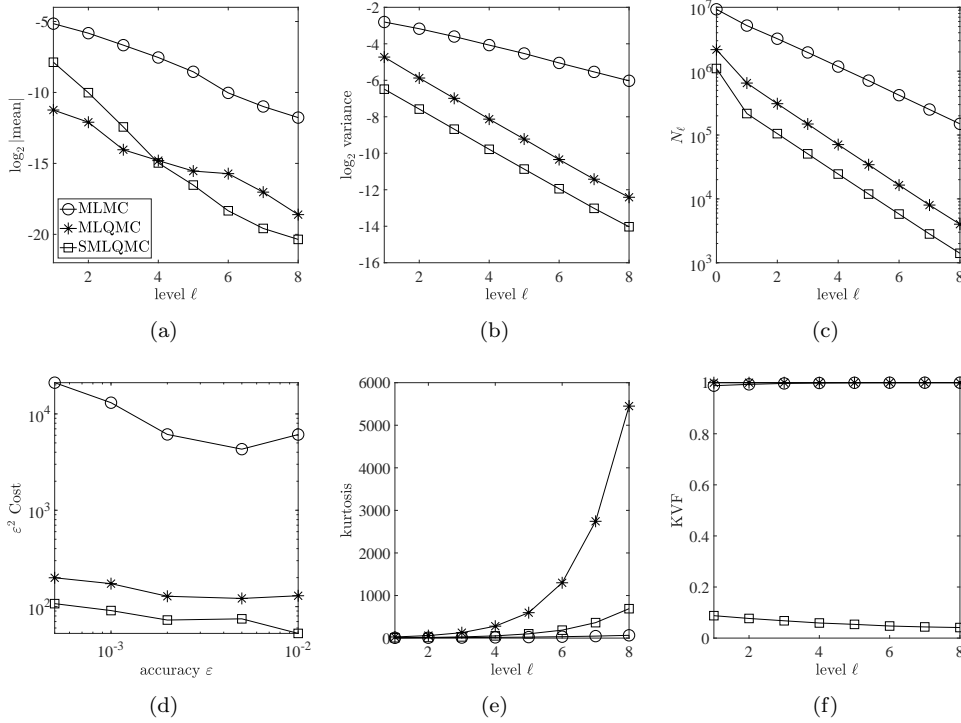 -5
-10
-15
-20
log₂ |mean|
MLMC
MLQMC
SMLQMC
2 4 6 8
level ℓ
(a)
-2
-4
-6
-8
-10
-12
-14
-16
log₂ variance
2 4 6 8
level ℓ
(b)
10⁷
10⁶
10⁵
10⁴
10³
N_ℓ
0 2 4 6 8
level ℓ
(c)
10⁴
10³
10²
ε² Cost
10⁻³ 10⁻²
accuracy ε
(d)
6000
5000
4000
3000
2000
1000
0
kurtosis
2 4 6 8
level ℓ
(e)
1
0.8
0.6
0.4
0.2
0
KVF
2 4 6 8
level ℓ
(f)